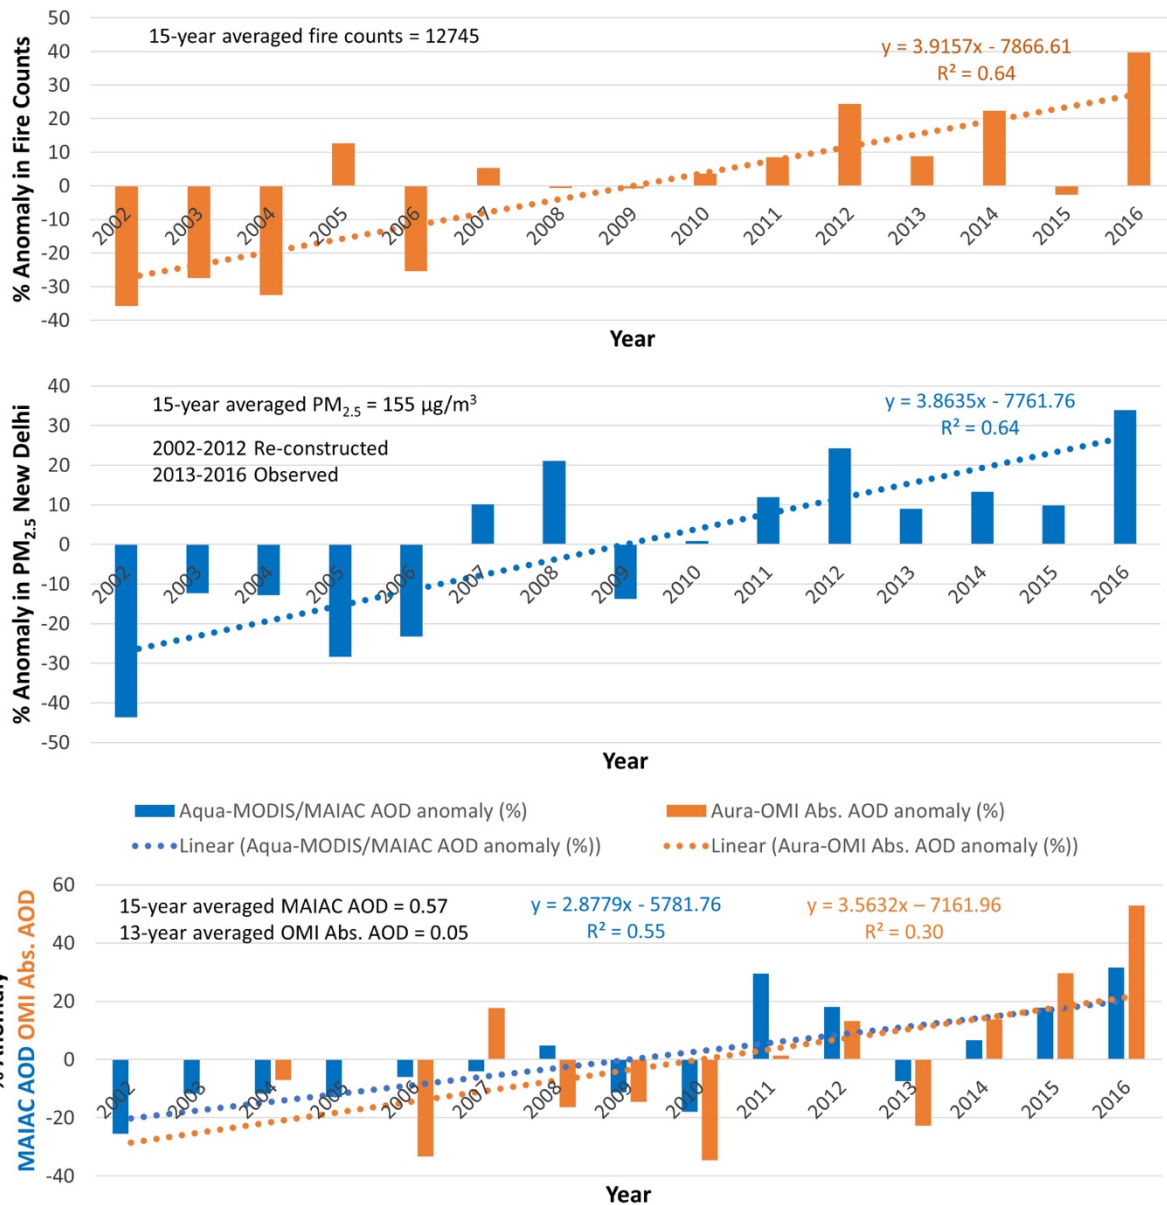 50
40
30
20
10
0
-10
-20
-30
-40
% Anomaly in Fire Counts
15-year averaged fire counts = 12745
y = 3.9157x - 7866.61
R² = 0.64
2002 2003 2004 2005 2006 2007 2008 2009 2010 2011 2012 2013 2014 2015 2016
Year
40
30
20
10
0
-10
-20
-30
-40
-50
% Anomaly in PM2.5 New Delhi
15-year averaged PM2.5 = 155 µg/m³
2002-2012 Re-constructed
2013-2016 Observed
y = 3.8635x - 7761.76
R² = 0.64
2002 2003 2004 2005 2006 2007 2008 2009 2010 2011 2012 2013 2014 2015 2016
Year
Aqua-MODIS/MAIAC AOD anomaly (%)
Aura-OMI Abs. AOD anomaly (%)
Linear (Aqua-MODIS/MAIAC AOD anomaly (%))
Linear (Aura-OMI Abs. AOD anomaly (%))
60
40
20
0
-20
-40
MAIAC AOD OMI Abs. AOD
15-year averaged MAIAC AOD = 0.57
13-year averaged OMI Abs. AOD = 0.05
y = 2.8779x - 5781.76
R² = 0.55
y = 3.5632x – 7161.96
R² = 0.30
2002 2003 2004 2005 2006 2007 2008 2009 2010 2011 2012 2013 2014 2015 2016
Year